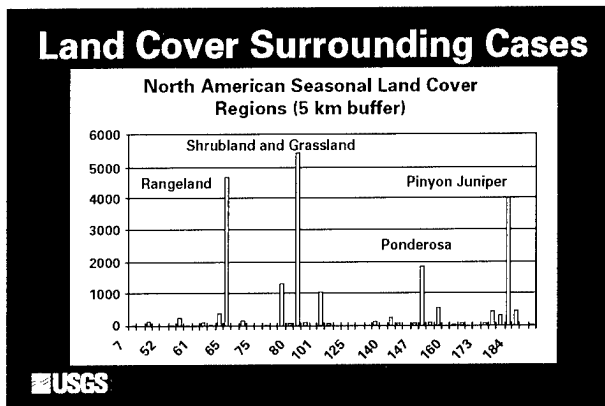 Land Cover Surrounding Cases
North American Seasonal Land Cover
Regions (5 km buffer)
6000
5000
4000
3000
2000
1000
0
Shrubland and Grassland
Rangeland
Pinyon Juniper
Ponderosa
7
52
61
65
75
80
101
125
140
147
160
173
184
USGS